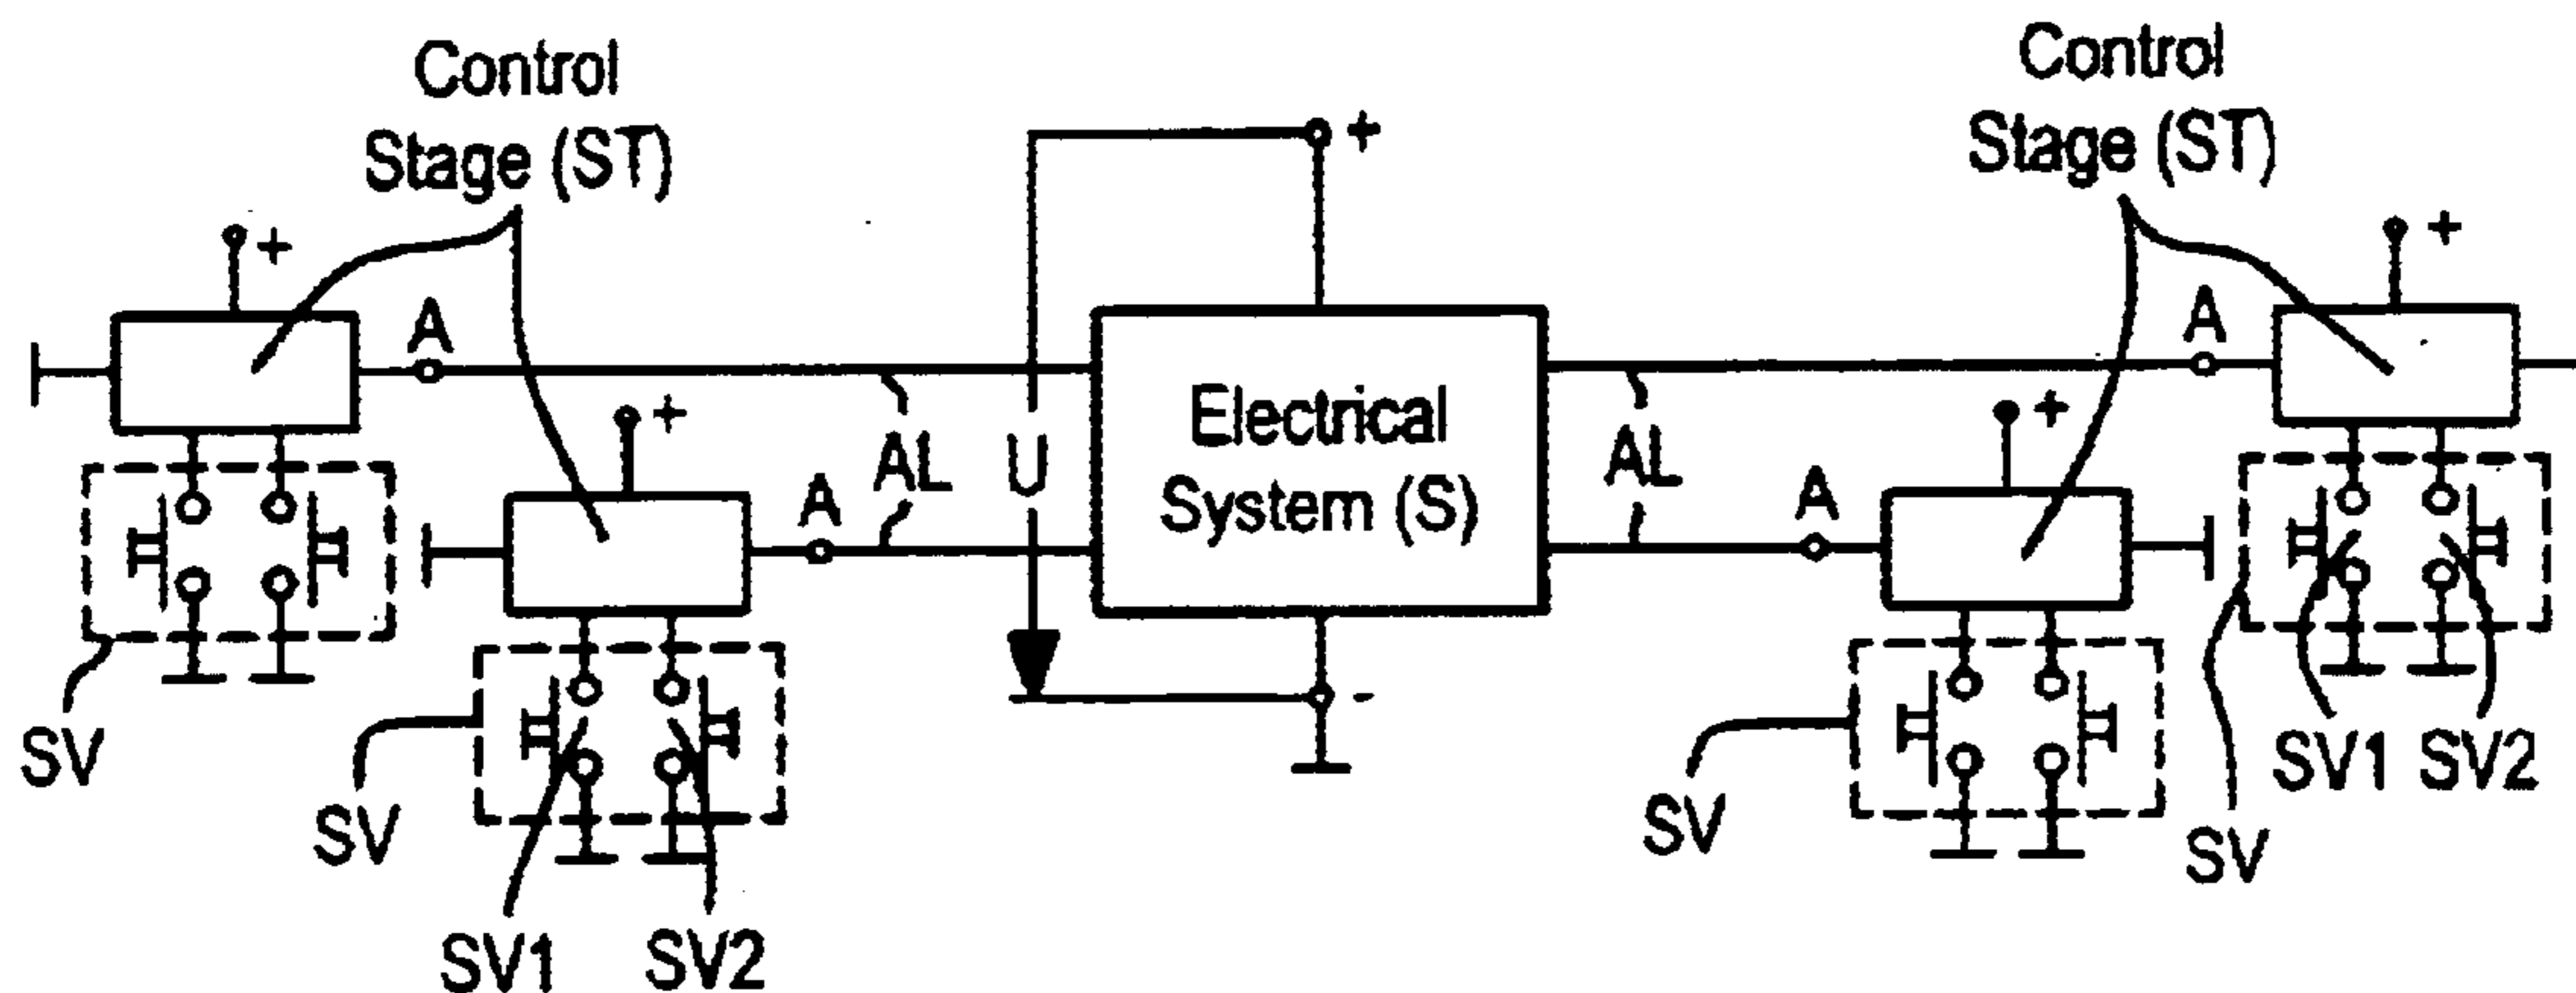 Control
Stage (ST)
Control
Stage (ST)
+
+
+
A
A
+
+
AL
U
Electrical
System (S)
AL
A
A
-
SV
SV
SV1
SV2
SV
SV
SV1
SV2